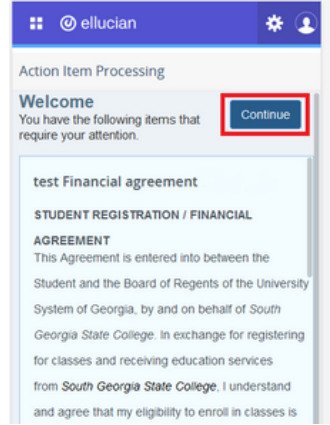 ellucian
Action Item Processing
Welcome
You have the following items that
require your attention.
Continue
test Financial agreement
STUDENT REGISTRATION / FINANCIAL
AGREEMENT
This Agreement is entered into between the
Student and the Board of Regents of the University
System of Georgia, by and on behalf of South
Georgia State College. In exchange for registering
for classes and receiving education services
from South Georgia State College, I understand
and agree that my eligibility to enroll in classes is